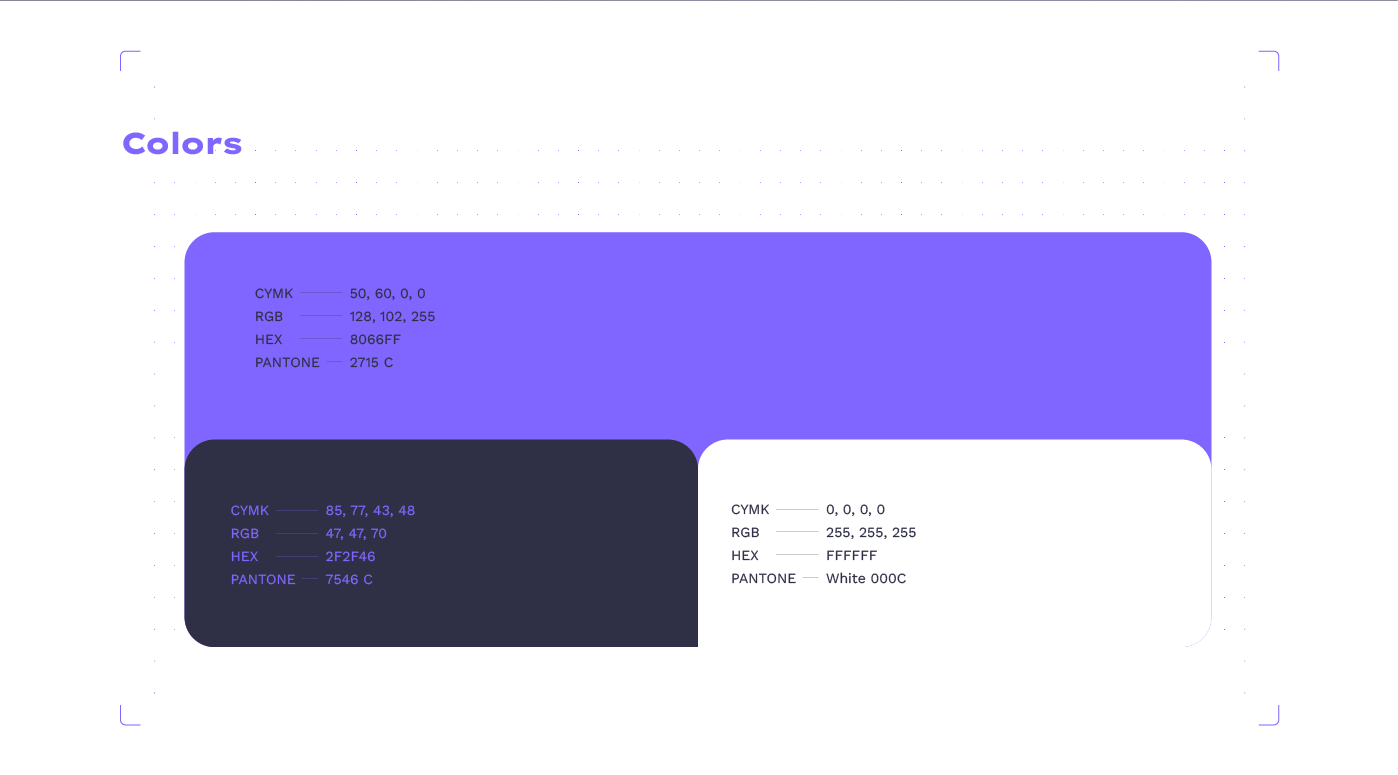 Colors
CYMK 50, 60, 0, 0
RGB 128, 102, 255
HEX 8066FF
PANTONE 2715 C
CYMK 85, 77, 43, 48
RGB 47, 47, 70
HEX 2F2F46
PANTONE 7546 C
CYMK 0, 0, 0, 0
RGB 255, 255, 255
HEX FFFFFF
PANTONE White 000C